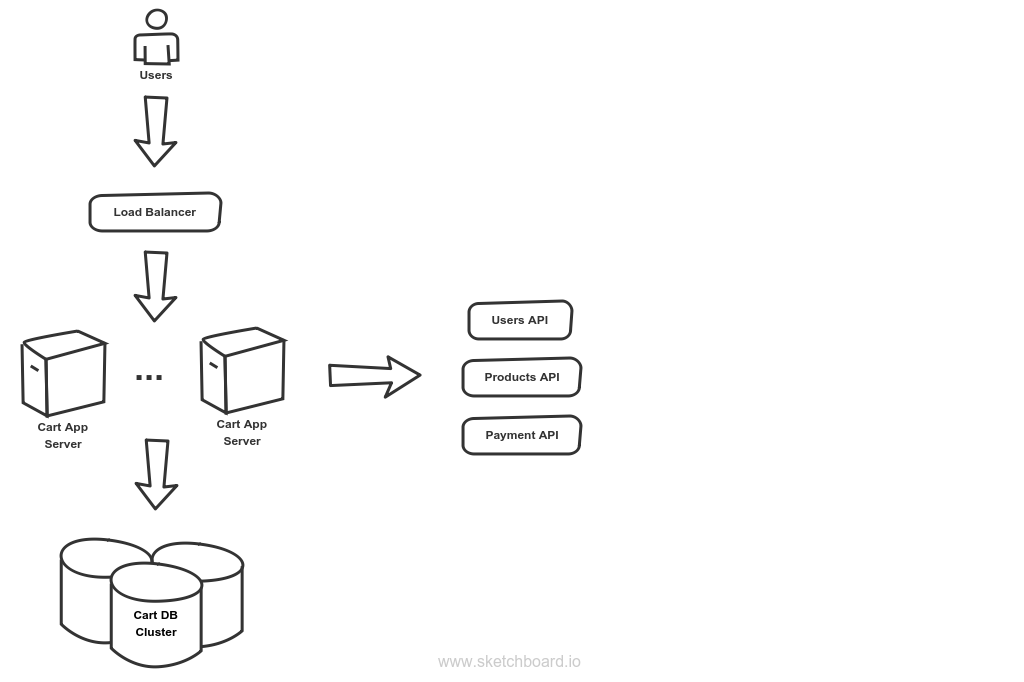 Users
Load Balancer
Users API
Products API
...
Cart App
Server
Cart App
Server
Payment API
Cart DB
Cluster
www.sketchboard.io